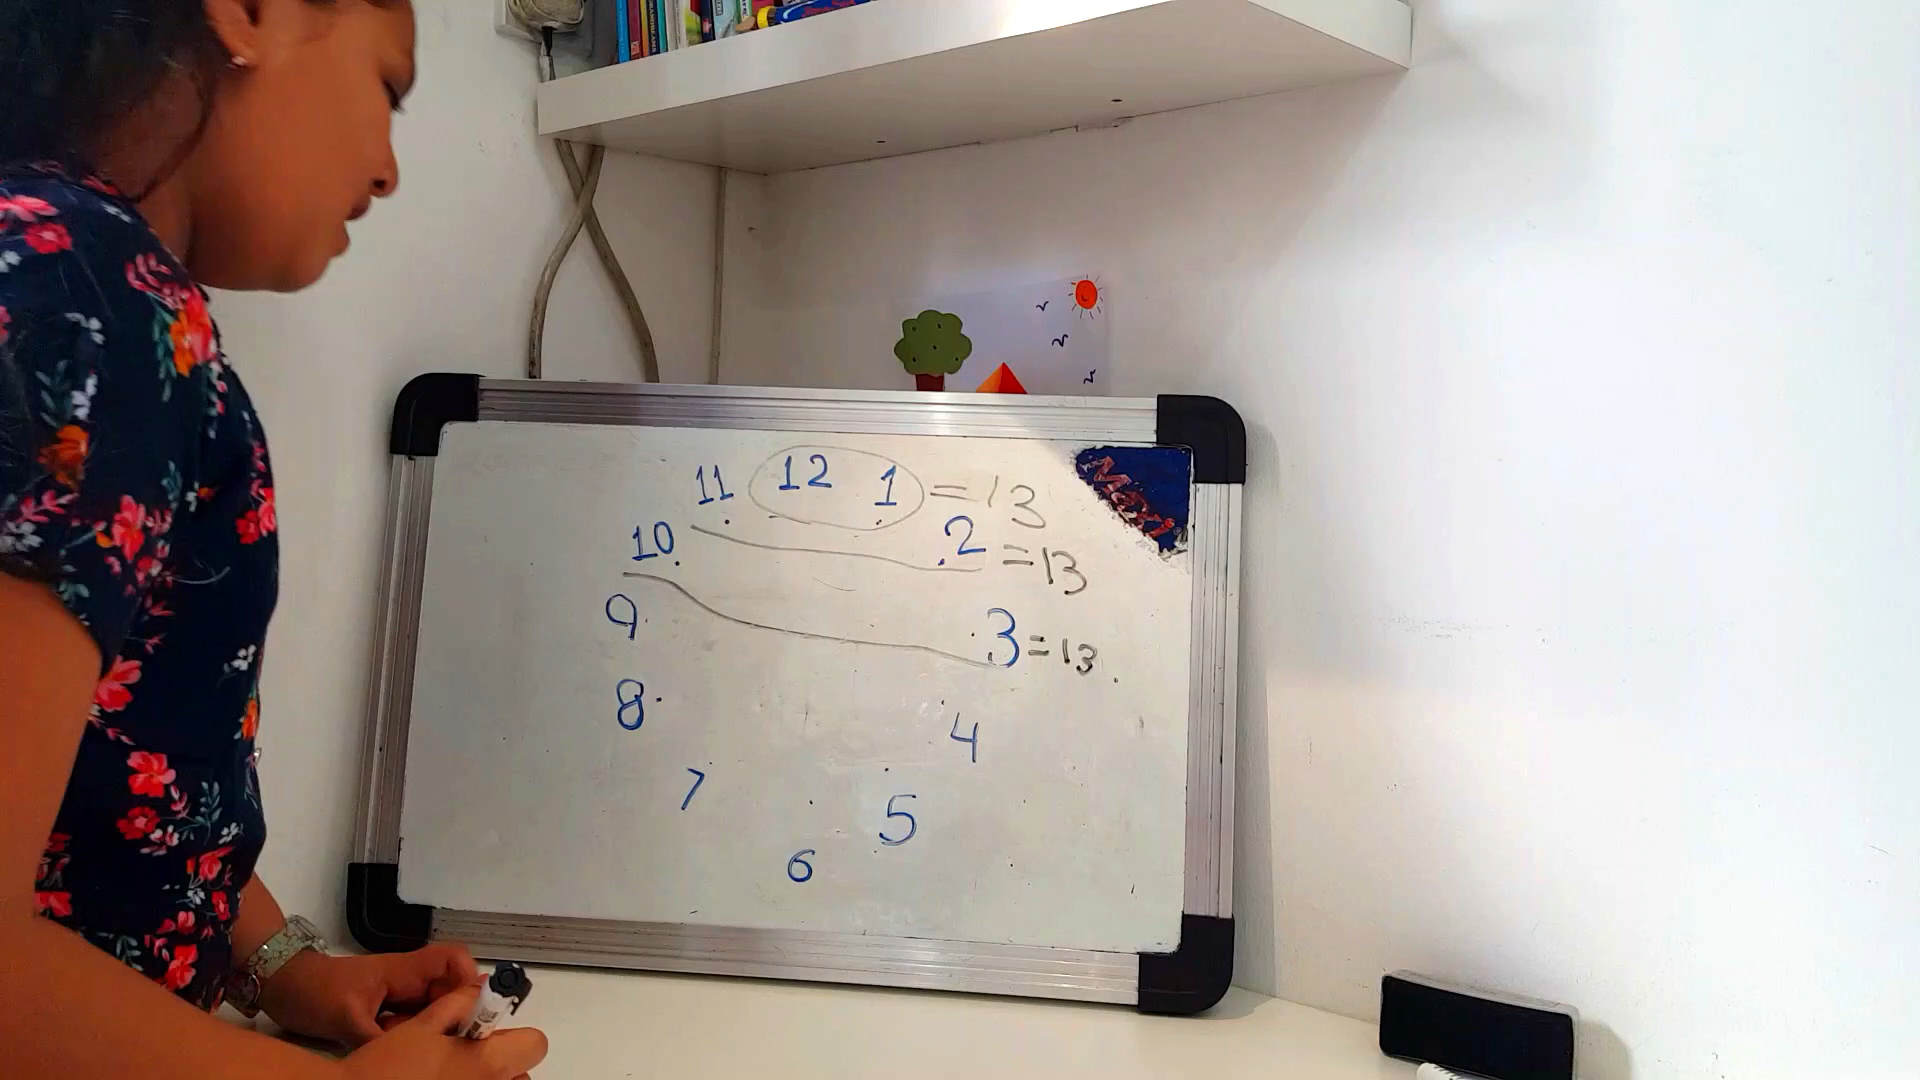 11 12 1 = 13
10 2 = 13
9 3 = 13
8 4
7 5
6